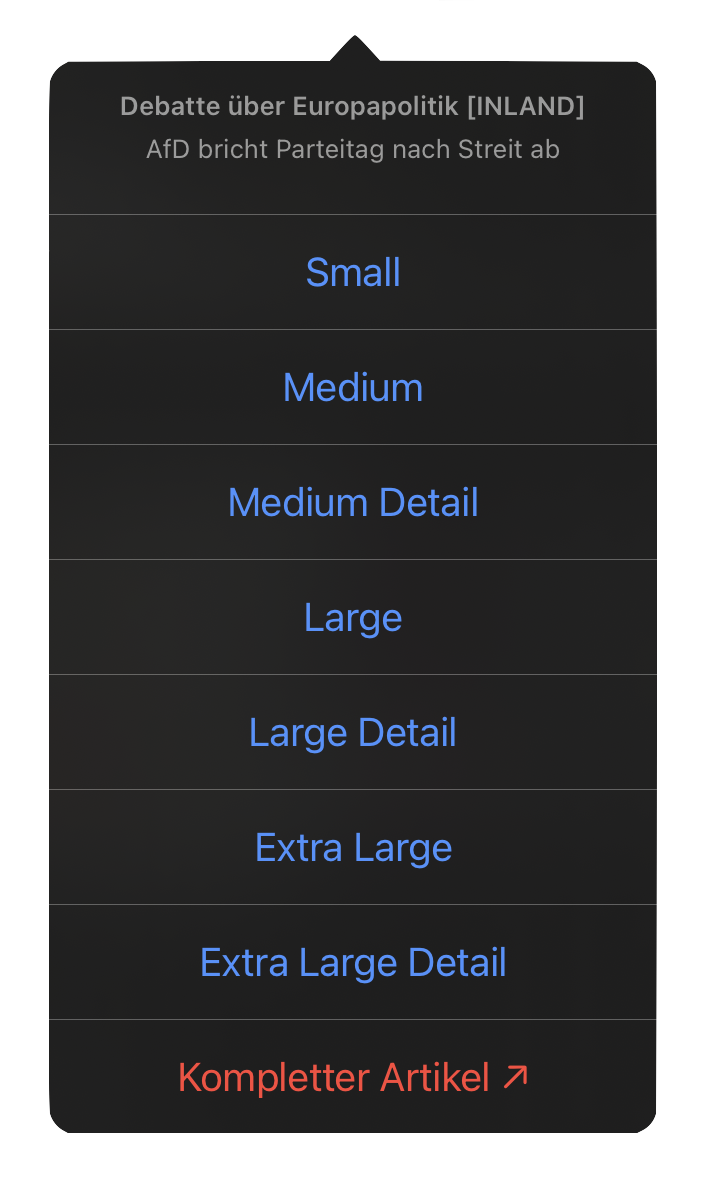 Debatte über Europapolitik [INLAND]
AfD bricht Parteitag nach Streit ab
Small
Medium
Medium Detail
Large
Large Detail
Extra Large
Extra Large Detail
Kompletter Artikel ↗